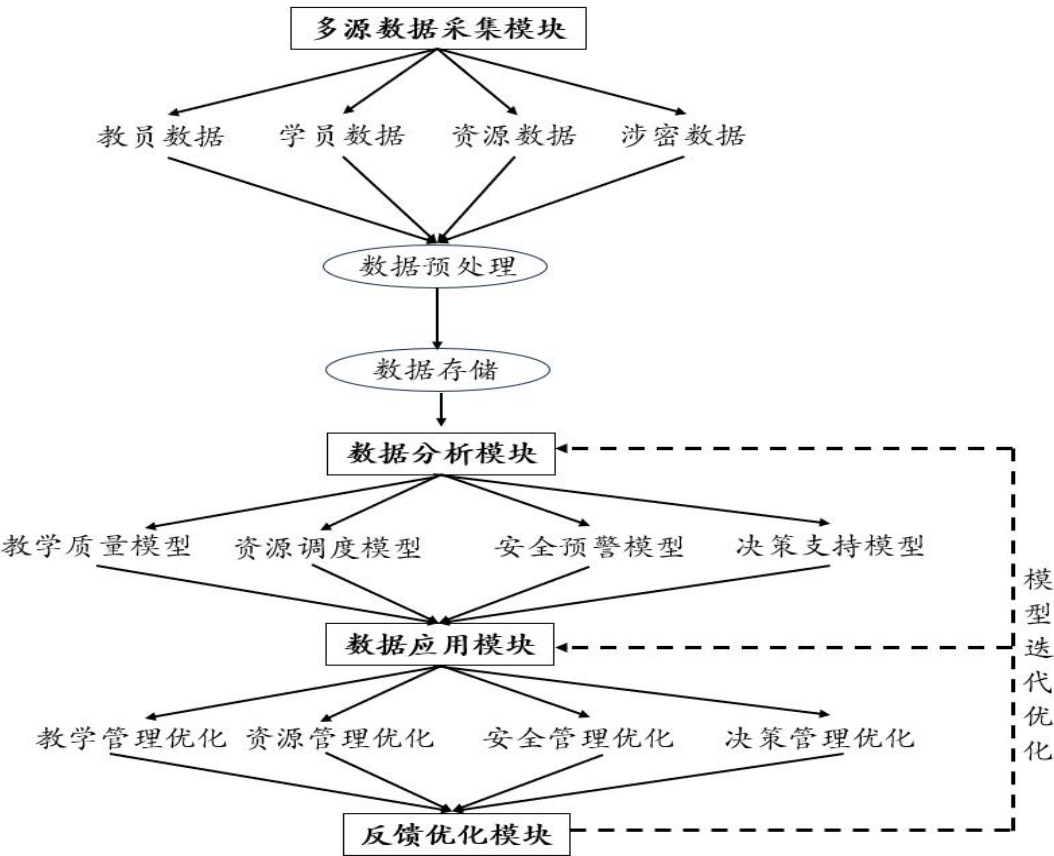 多源数据采集模块
教员数据 学员数据 资源数据 涉密数据
数据预处理
数据存储
数据分析模块
教学质量模型 资源调度模型 安全预警模型 决策支持模型
数据应用模块
教学管理优化 资源管理优化 安全管理优化 决策管理优化
反馈优化模块
模型迭代优化